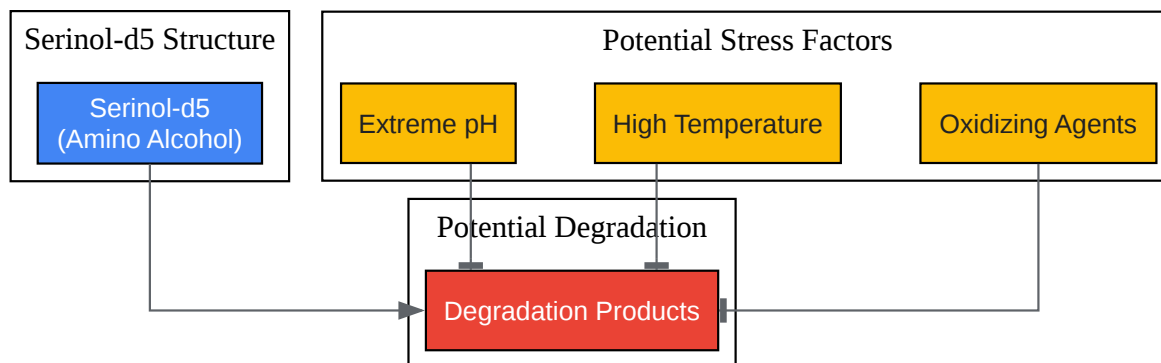 Serinol-d5 Structure
Serinol-d5
(Amino Alcohol)
Potential Stress Factors
Extreme pH
High Temperature
Oxidizing Agents
Potential Degradation
Degradation Products